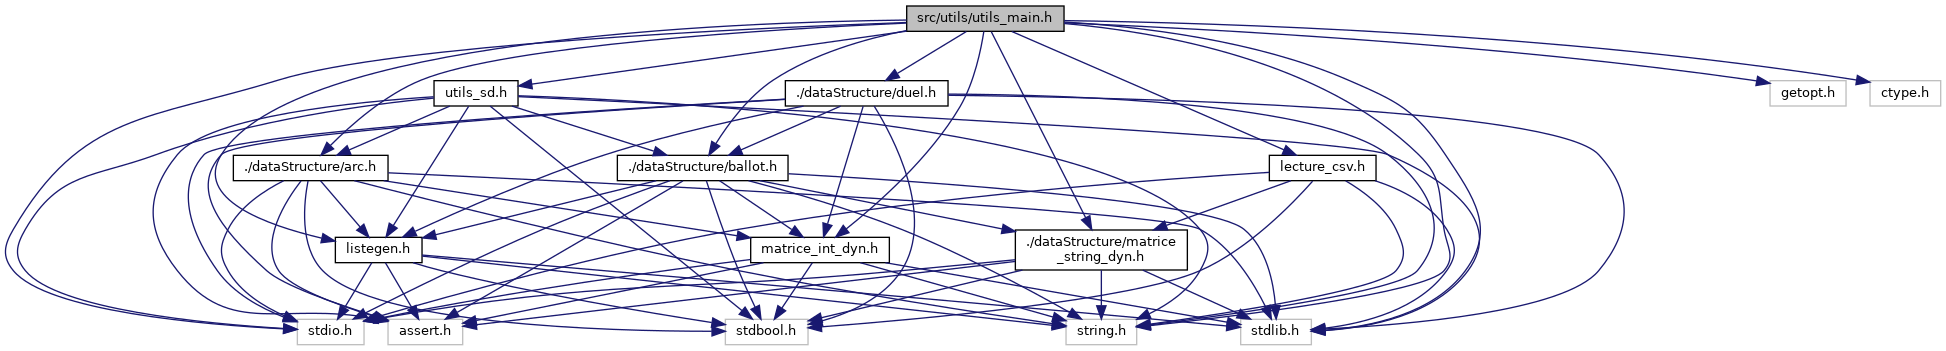 src/utils/utils_main.h
utils_sd.h
./dataStructure/duel.h
getopt.h
ctype.h
./dataStructure/arc.h
./dataStructure/ballot.h
lecture_csv.h
listegen.h
matrice_int_dyn.h
./dataStructure/matrice
_string_dyn.h
stdio.h
assert.h
stdbool.h
string.h
stdlib.h